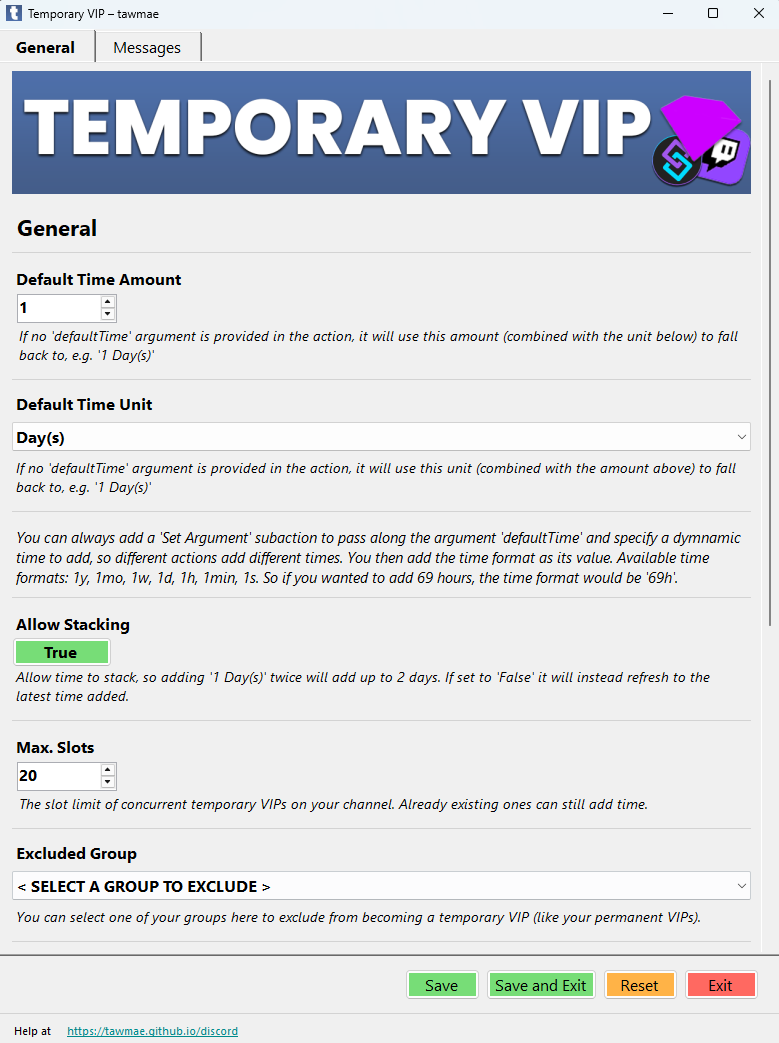 Temporary VIP – tawmae
General
Messages
TEMPORARY VIP
General
Default Time Amount
1
If no 'defaultTime' argument is provided in the action, it will use this amount (combined with the unit below) to fall
back to, e.g. '1 Day(s)'
Default Time Unit
Day(s)
If no 'defaultTime' argument is provided in the action, it will use this unit (combined with the amount above) to fall
back to, e.g. '1 Day(s)'
You can always add a 'Set Argument' subaction to pass along the argument 'defaultTime' and specify a dymnamic
time to add, so different actions add different times. You then add the time format as its value. Available time
formats: 1y, 1mo, 1w, 1d, 1h, 1min, 1s. So if you wanted to add 69 hours, the time format would be '69h'.
Allow Stacking
True
Allow time to stack, so adding '1 Day(s)' twice will add up to 2 days. If set to 'False' it will instead refresh to the
latest time added.
Max. Slots
20
The slot limit of concurrent temporary VIPs on your channel. Already existing ones can still add time.
Excluded Group
< SELECT A GROUP TO EXCLUDE >
You can select one of your groups here to exclude from becoming a temporary VIP (like your permanent VIPs).
Save
Save and Exit
Reset
Exit
Help at
https://tawmae.github.io/discord